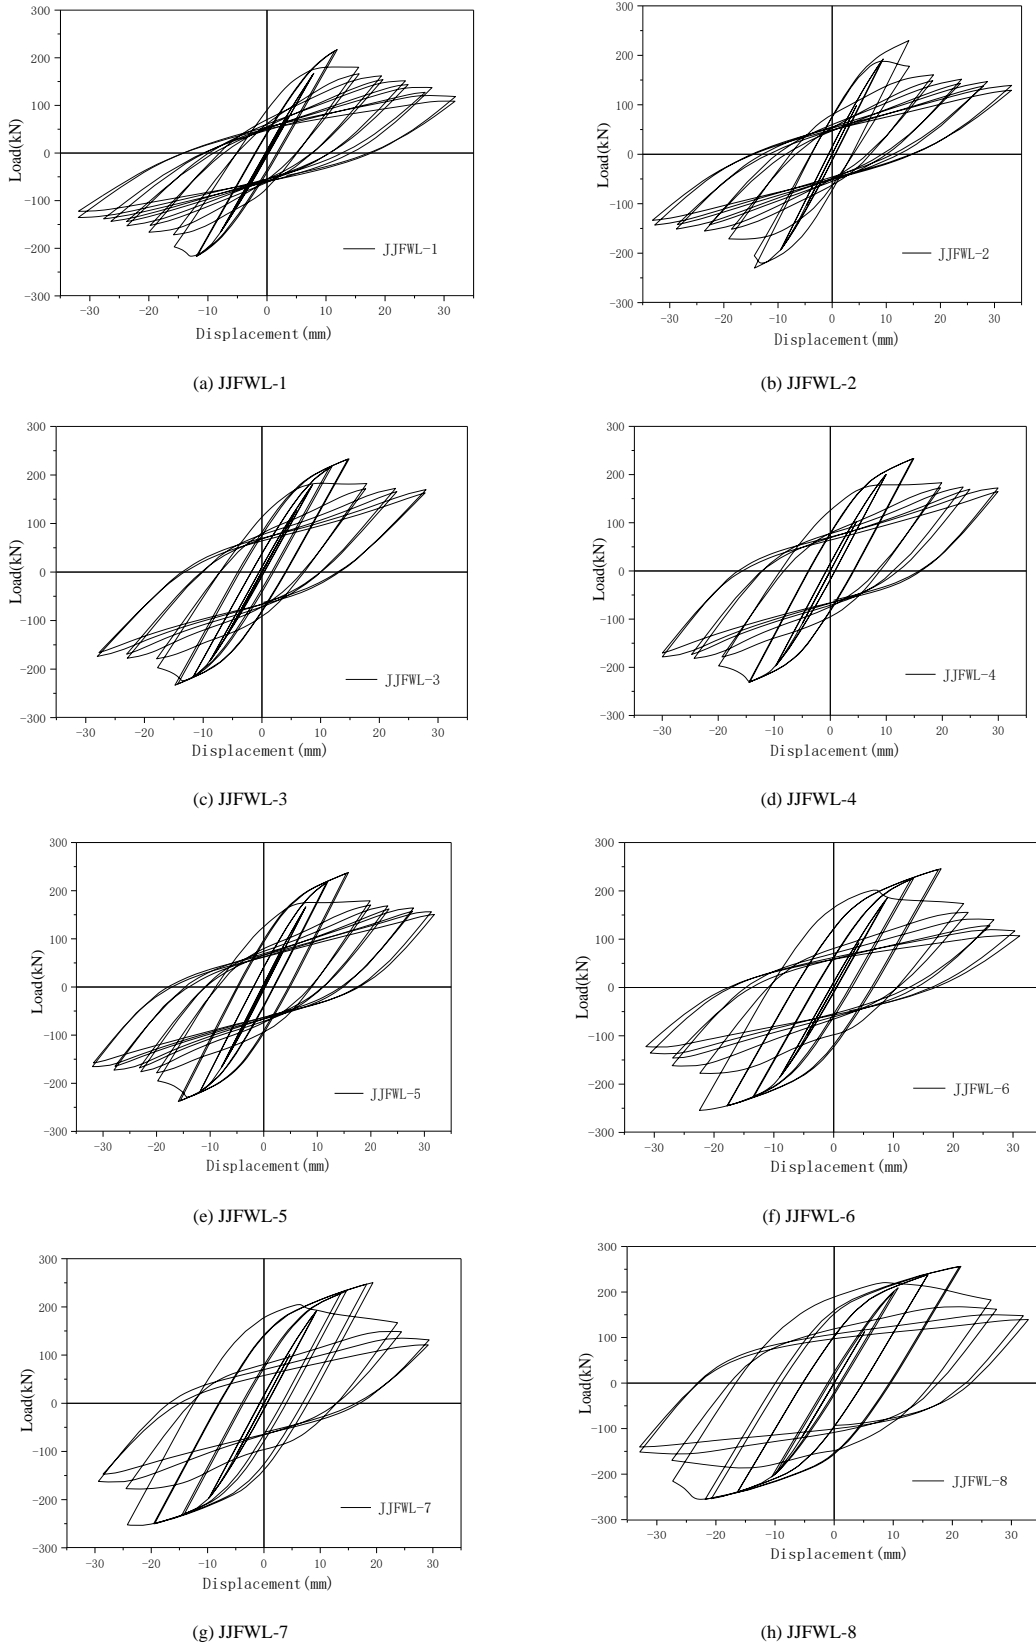 300
200
100
0
-100
-200
-300
Load(kN)
-30 -20 -10 0 10 20 30
Displacement(mm)
JJFWL-1
(a) JJFWL-1
300
200
100
0
-100
-200
-300
Load(kN)
-30 -20 -10 0 10 20 30
Displacement(mm)
JJFWL-2
(b) JJFWL-2
300
200
100
0
-100
-200
-300
Load(kN)
-30 -20 -10 0 10 20 30
Displacement(mm)
JJFWL-3
(c) JJFWL-3
300
200
100
0
-100
-200
-300
Load(kN)
-30 -20 -10 0 10 20 30
Displacement(mm)
JJFWL-4
(d) JJFWL-4
300
200
100
0
-100
-200
-300
Load(kN)
-30 -20 -10 0 10 20 30
Displacement(mm)
JJFWL-5
(e) JJFWL-5
300
200
100
0
-100
-200
-300
Load(kN)
-30 -20 -10 0 10 20 30
Displacement(mm)
JJFWL-6
(f) JJFWL-6
300
200
100
0
-100
-200
-300
Load(kN)
-30 -20 -10 0 10 20 30
Displacement(mm)
JJFWL-7
(g) JJFWL-7
300
200
100
0
-100
-200
-300
Load(kN)
-30 -20 -10 0 10 20 30
Displacement(mm)
JJFWL-8
(h) JJFWL-8